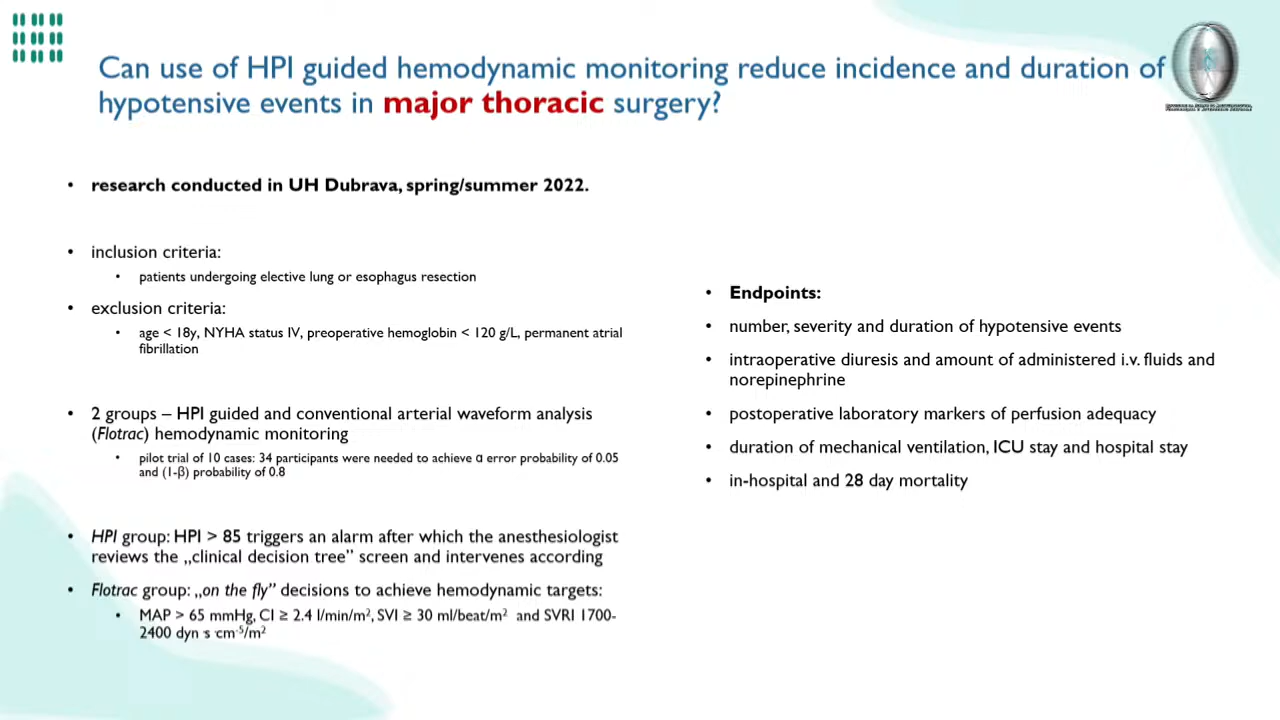 Can use of HPI guided hemodynamic monitoring reduce incidence and duration of
hypotensive events in major thoracic surgery?
• research conducted in UH Dubrava, spring/summer 2022.
• inclusion criteria:
• patients undergoing elective lung or esophagus resection
• exclusion criteria:
• age < 18y, NYHA status IV, preoperative hemoglobin < 120 g/L, permanent atrial
fibrillation
• 2 groups – HPI guided and conventional arterial waveform analysis
(Flotrac) hemodynamic monitoring
• pilot trial of 10 cases: 34 participants were needed to achieve α error probability of 0.05
and (1-β) probability of 0.8
• HPI group: HPI > 85 triggers an alarm after which the anesthesiologist
reviews the „clinical decision tree” screen and intervenes according
• Flotrac group: „on the fly” decisions to achieve hemodynamic targets:
• MAP > 65 mmHg, CI ≥ 2.4 l/min/m², SVI ≥ 30 ml/beat/m² and SVRI 1700-
2400 dyn·s·cm⁻⁵/m²
• Endpoints:
• number, severity and duration of hypotensive events
• intraoperative diuresis and amount of administered i.v. fluids and
norepinephrine
• postoperative laboratory markers of perfusion adequacy
• duration of mechanical ventilation, ICU stay and hospital stay
• in-hospital and 28 day mortality